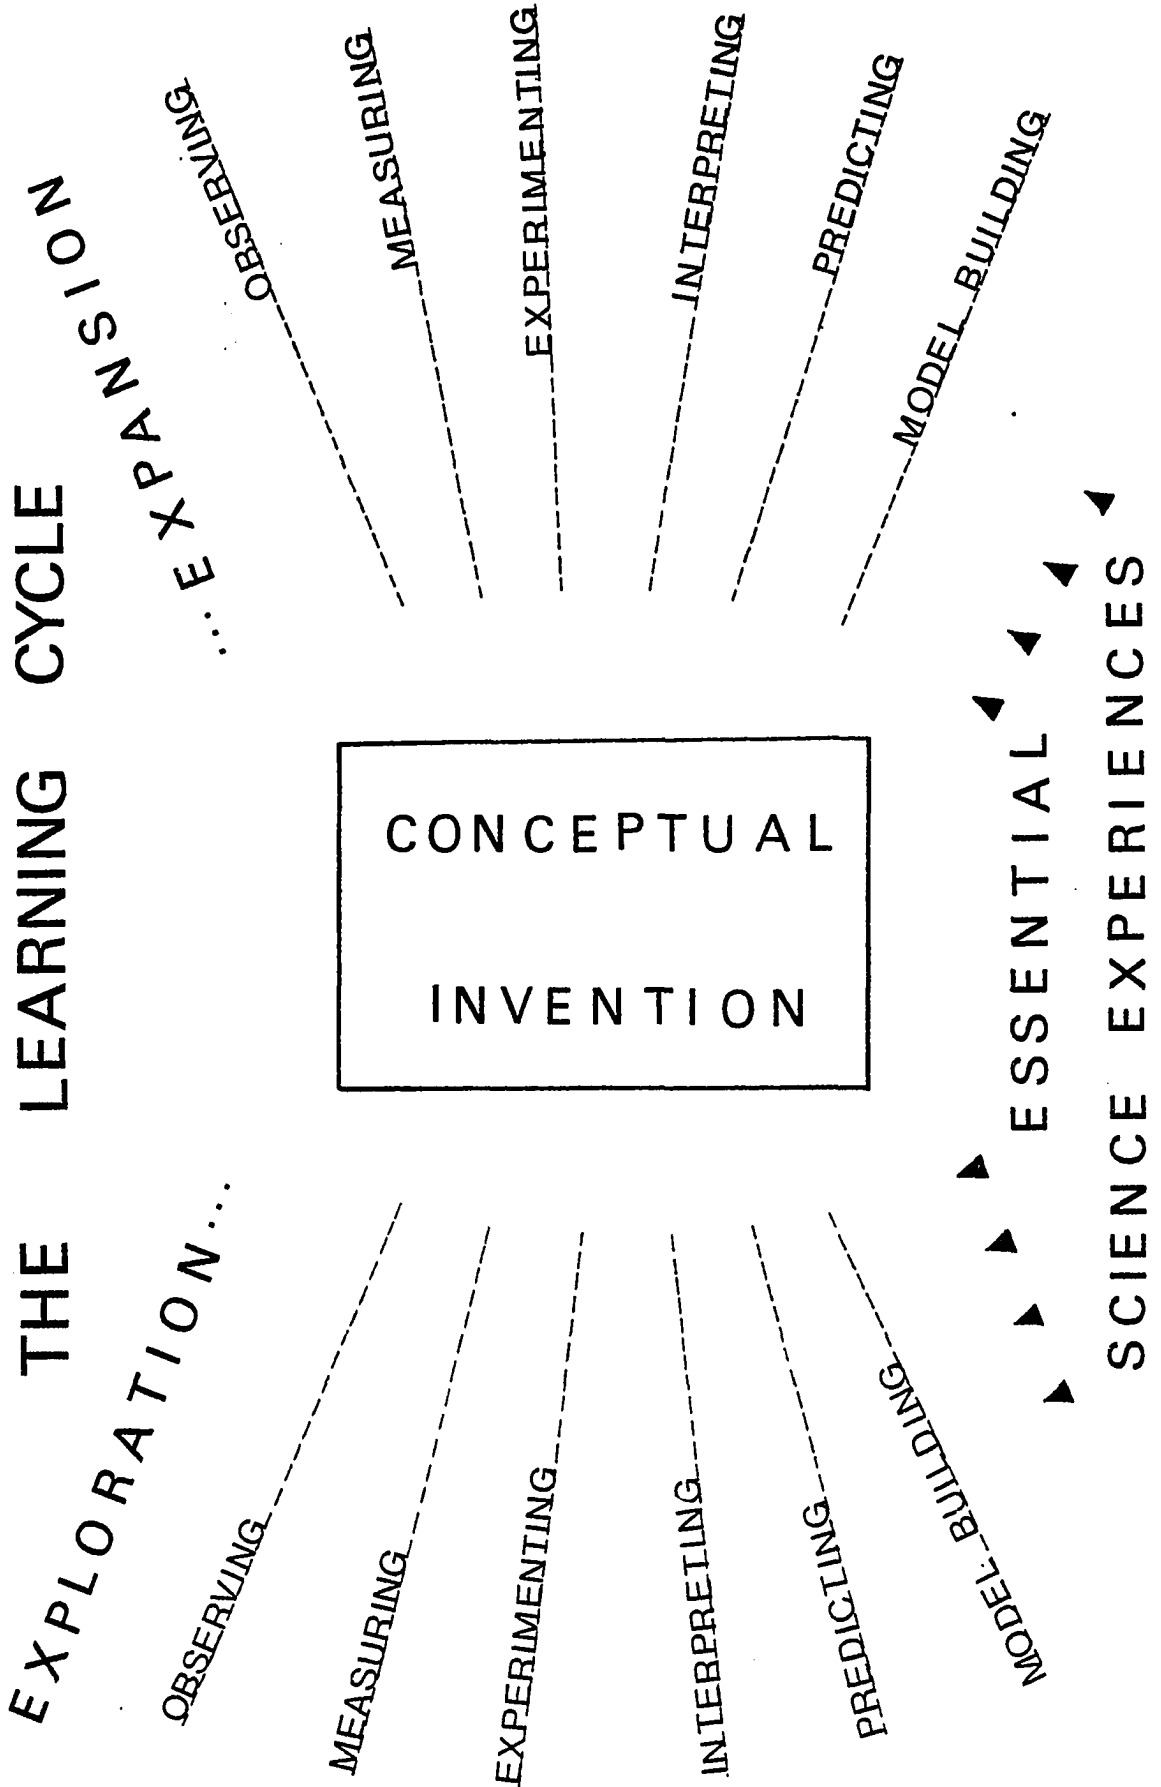 THE LEARNING CYCLE
EXPLORATION...
...EXPANSION
OBSERVING
MEASURING
EXPERIMENTING
INTERPRETING
PREDICTING
MODEL BUILDING
CONCEPTUAL
INVENTION
OBSERVING
MEASURING
EXPERIMENTING
INTERPRETING
PREDICTING
MODEL BUILDING
ESSENTIAL
SCIENCE EXPERIENCES